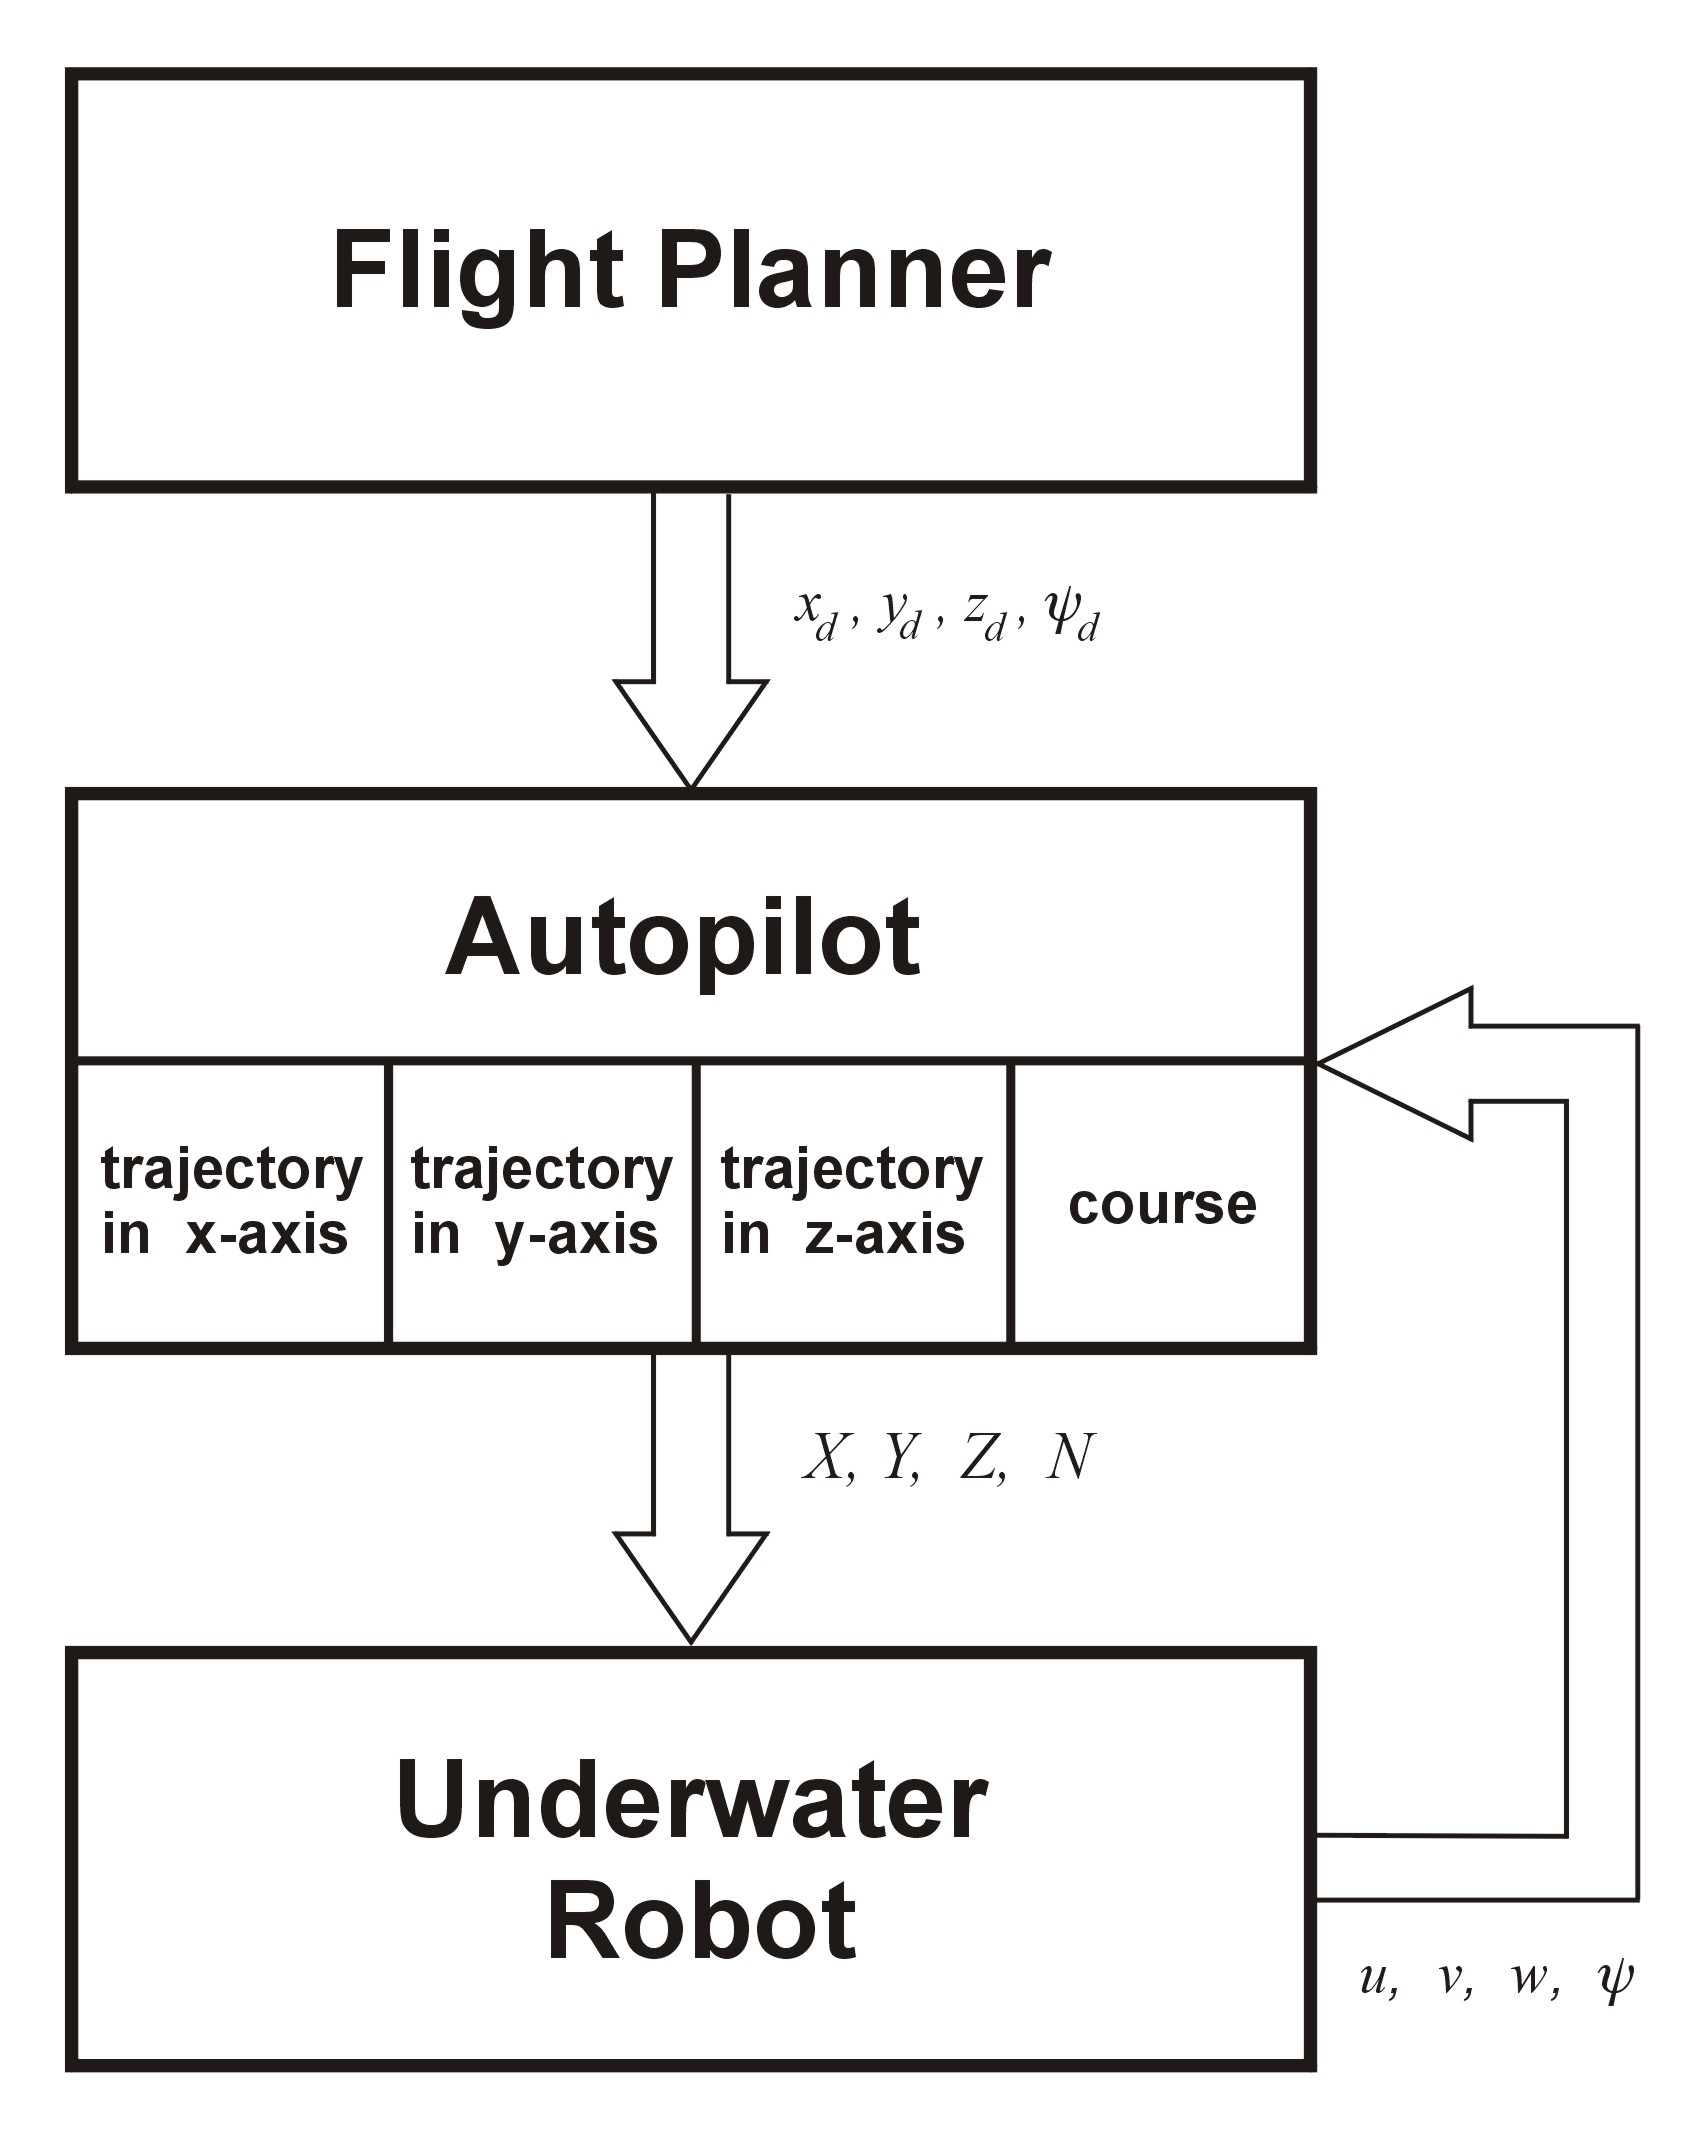 Flight Planner
x_d, y_d, z_d, ψ_d
Autopilot
trajectory
in x-axis
trajectory
in y-axis
trajectory
in z-axis
course
X, Y, Z, N
Underwater
Robot
u, v, w, ψ